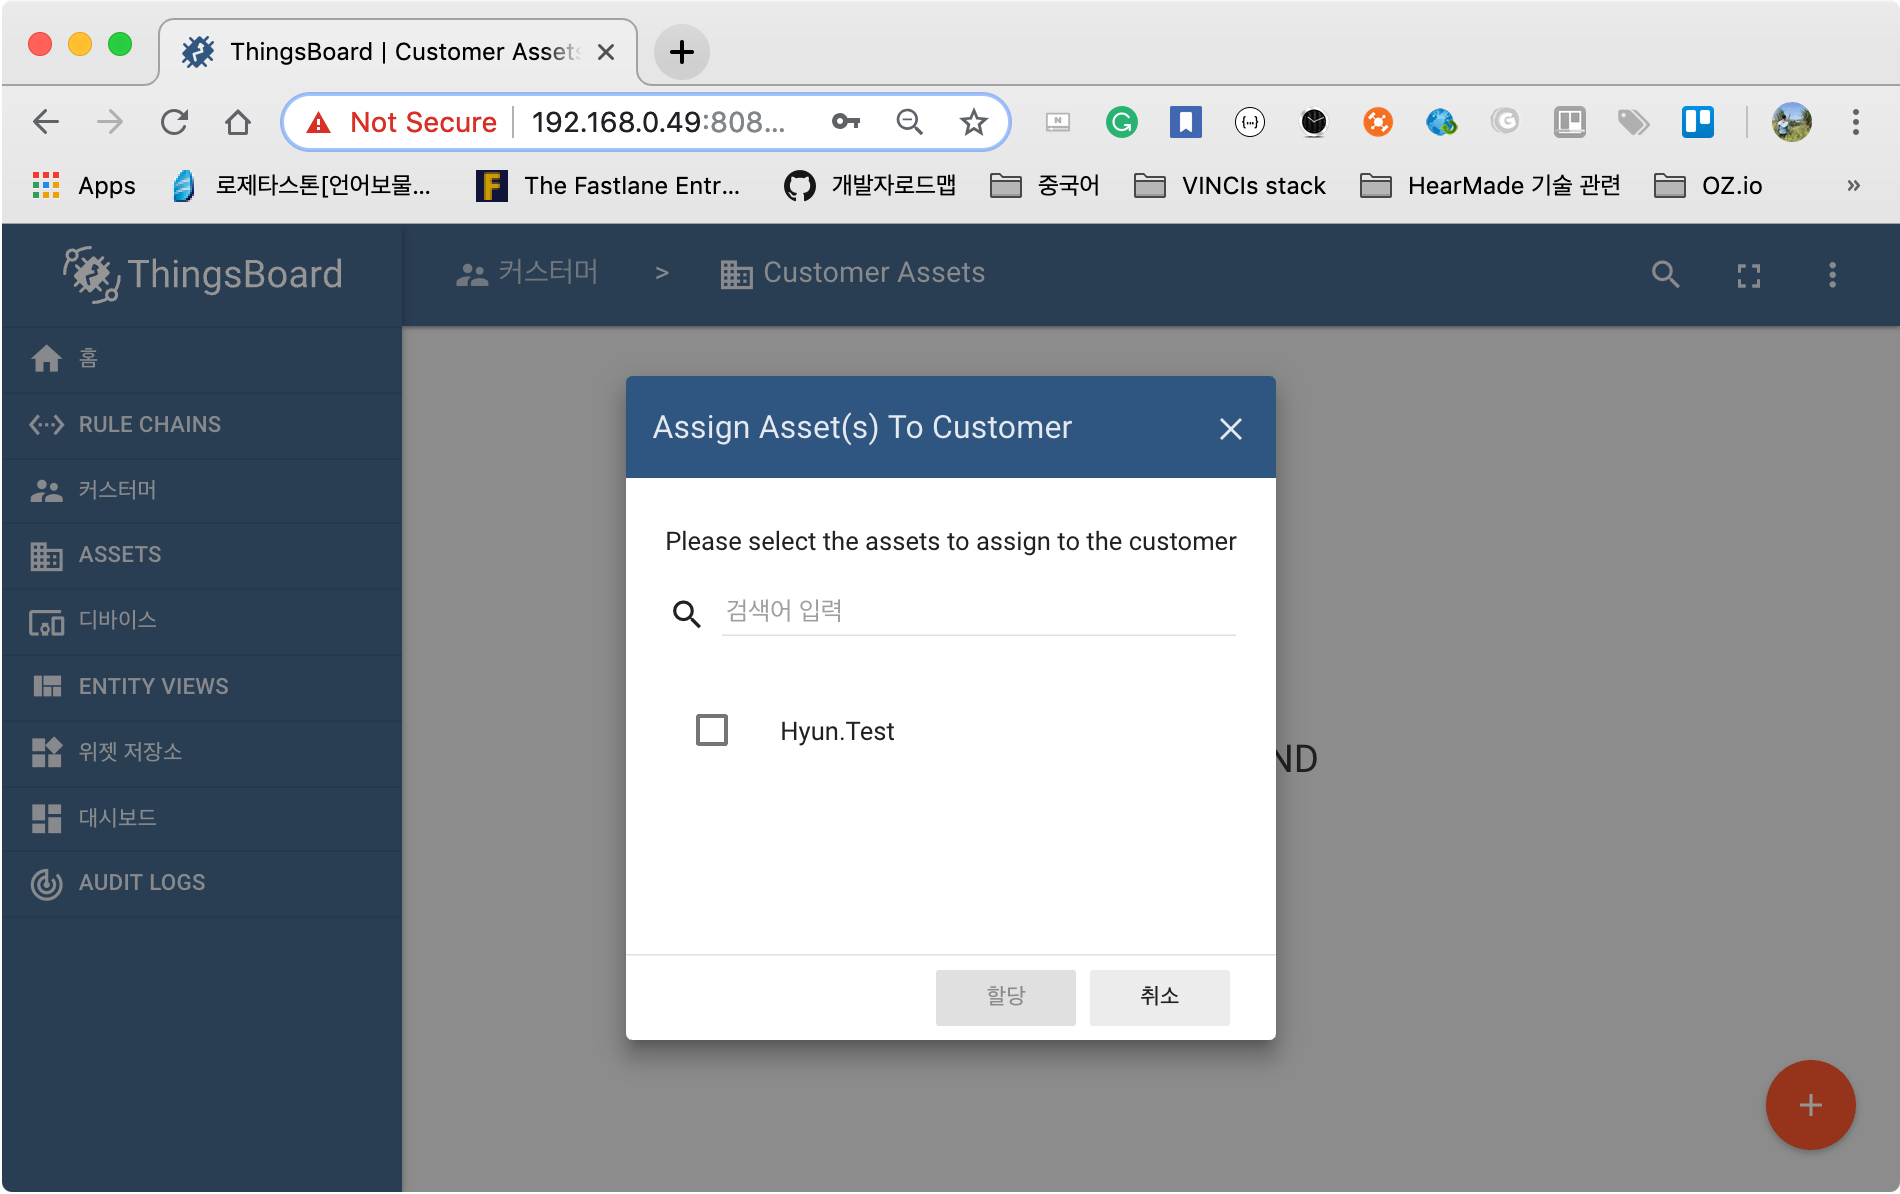 ThingsBoard | Customer Assets
Not Secure 192.168.0.49:808...
Apps 로제타스톤[언어보물... The Fastlane Entr... 개발자로드맵 중국어 VINCIs stack HearMade 기술 관련 OZ.io »
ThingsBoard
커스터머 > Customer Assets
홈
RULE CHAINS
커스터머
ASSETS
디바이스
ENTITY VIEWS
위젯 저장소
대시보드
AUDIT LOGS
Assign Asset(s) To Customer
Please select the assets to assign to the customer
검색어 입력
Hyun.Test
ND
할당 취소